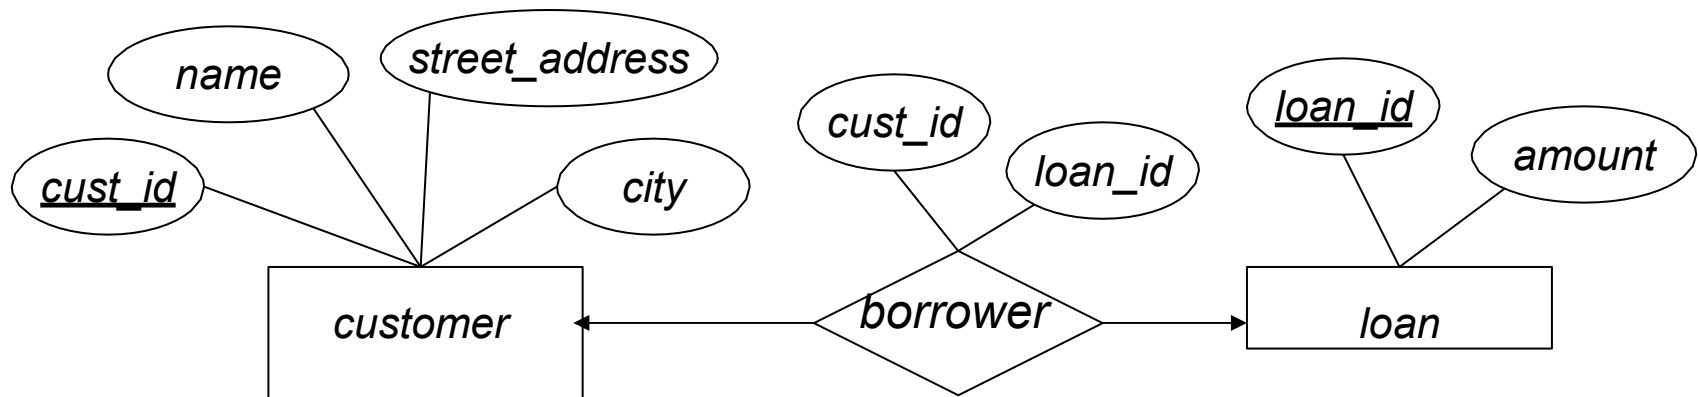 name
street_address
cust_id
city
customer
cust_id
loan_id
borrower
loan_id
amount
loan